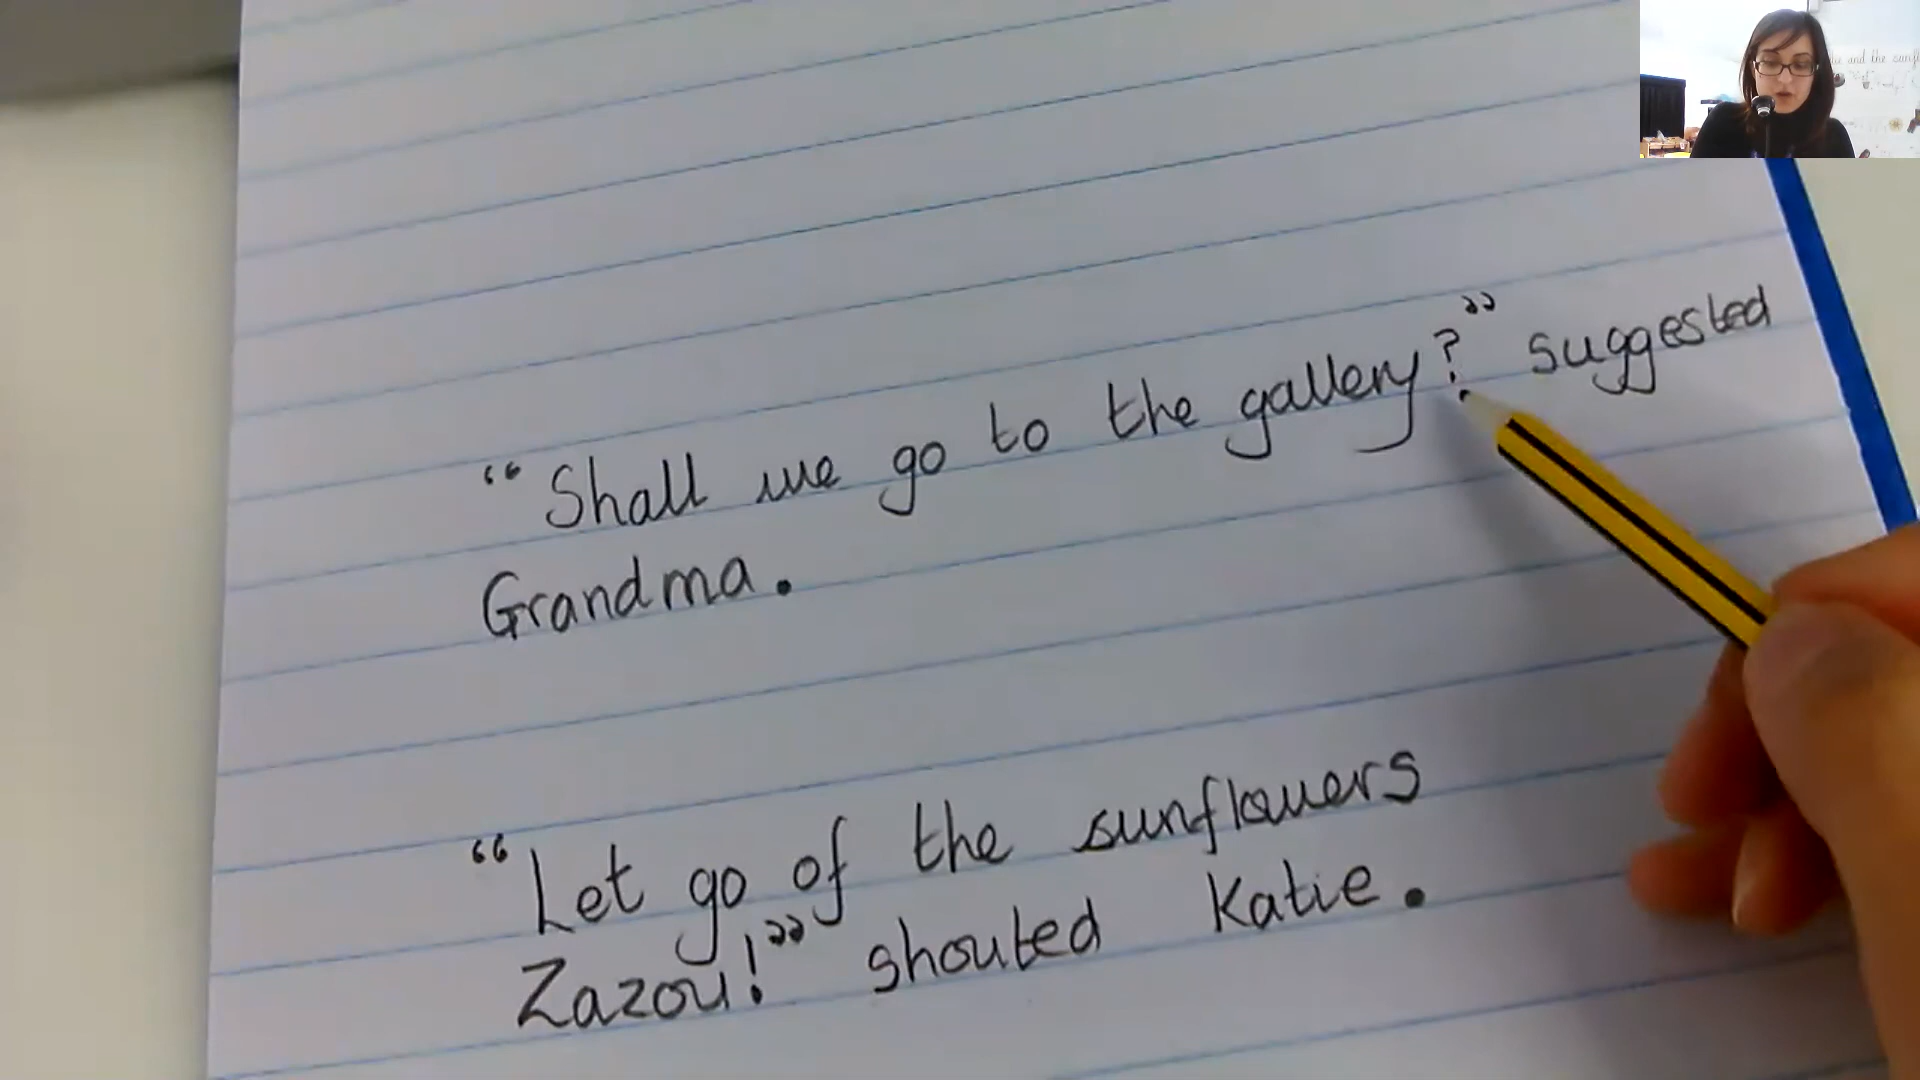 “Shall we go to the gallery?” suggested
Grandma.
“Let go of the sunflowers
Zazou!” shouted Katie.